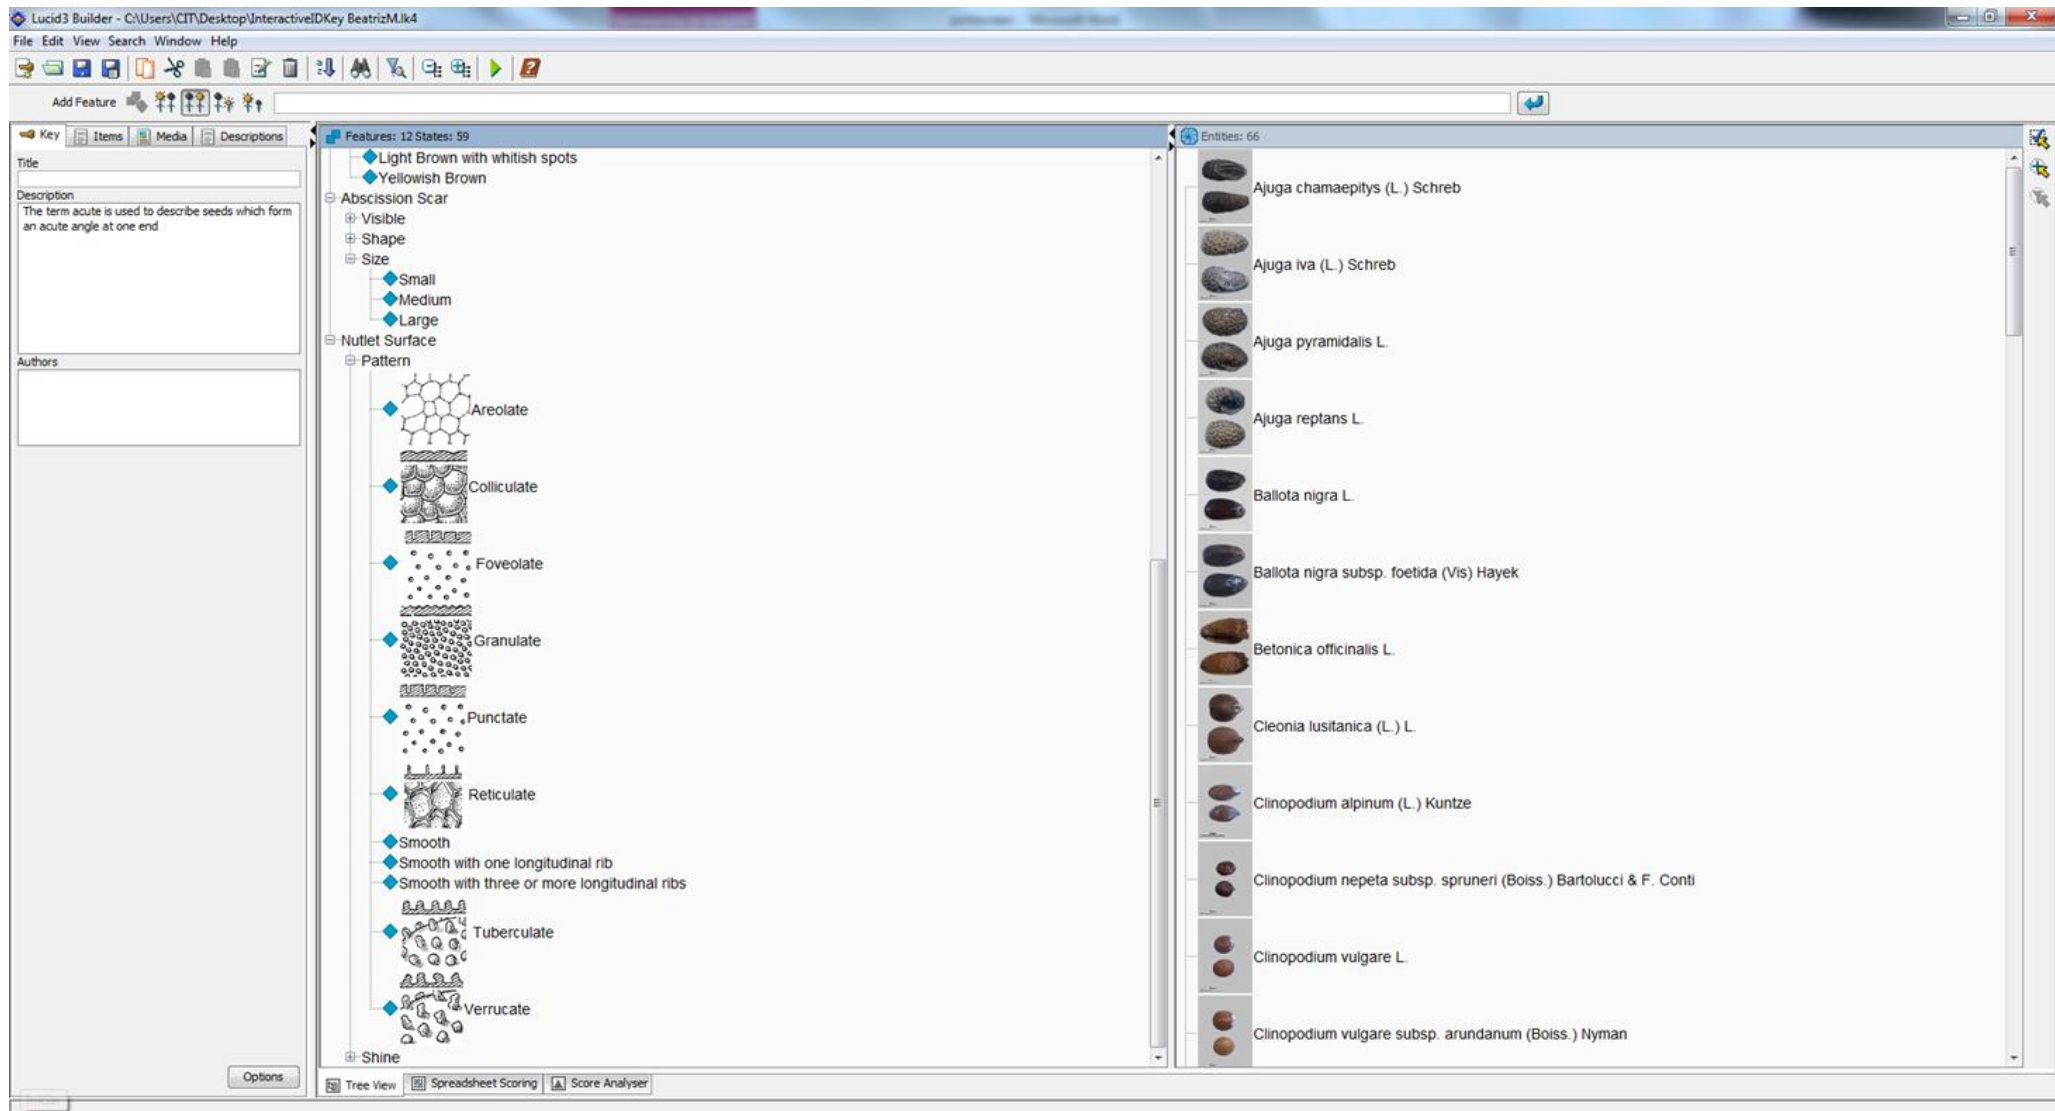 Lucid3 Builder - C:\Users\CIT\Desktop\InteractiveIDKey BeatrizM.lk4
File Edit View Search Window Help
Add Feature
Key Items Media Descriptions
Title
Description
The term acute is used to describe seeds which form
an acute angle at one end
Authors
Options
Features: 12 States: 59
Light Brown with whitish spots
Yellowish Brown
Abscission Scar
Visible
Shape
Size
Small
Medium
Large
Nutlet Surface
Pattern
Areolate
Colliculate
Foveolate
Granulate
Punctate
Reticulate
Smooth
Smooth with one longitudinal rib
Smooth with three or more longitudinal ribs
Tuberculate
Verrucate
Shine
Tree View Spreadsheet Scoring Score Analyser
Entities: 66
Ajuga chamaepitys (L.) Schreb
Ajuga iva (L.) Schreb
Ajuga pyramidalis L.
Ajuga reptans L.
Ballota nigra L.
Ballota nigra subsp. foetida (Vis) Hayek
Betonica officinalis L.
Cleonia lusitanica (L.) L.
Clinopodium alpinum (L.) Kuntze
Clinopodium nepeta subsp. spruneri (Boiss.) Bartolucci & F. Conti
Clinopodium vulgare L.
Clinopodium vulgare subsp. arundanum (Boiss.) Nyman